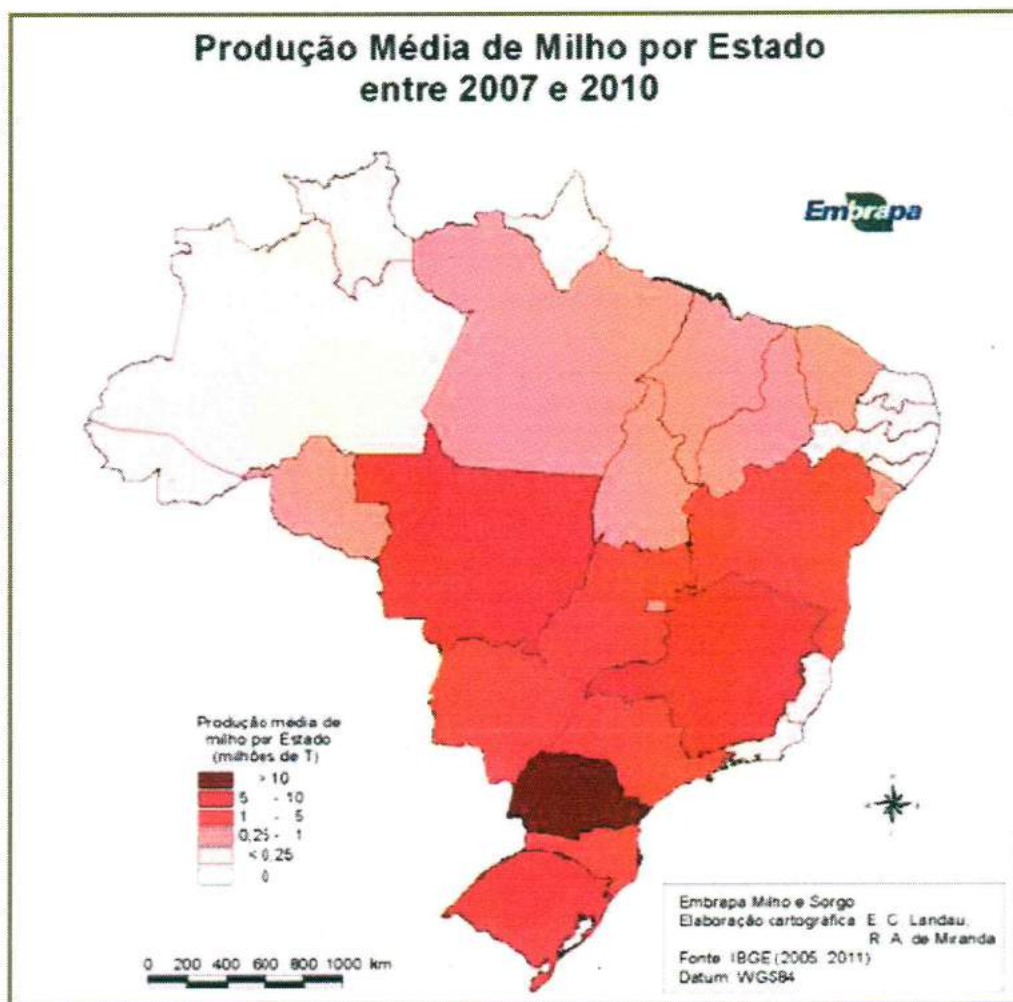 Produção Média de Milho por Estado
entre 2007 e 2010
Embrapa
Produção média de
milho por Estado
(milhões de T)
> 10
5 - 10
1 - 5
0,25 - 1
< 0,25
0
0 200 400 600 800 1000 km
Embrapa Milho e Sorgo
Elaboração cartográfica E. C. Landau,
R. A. de Miranda
Fonte: IBGE (2005, 2011)
Datum: WGS84